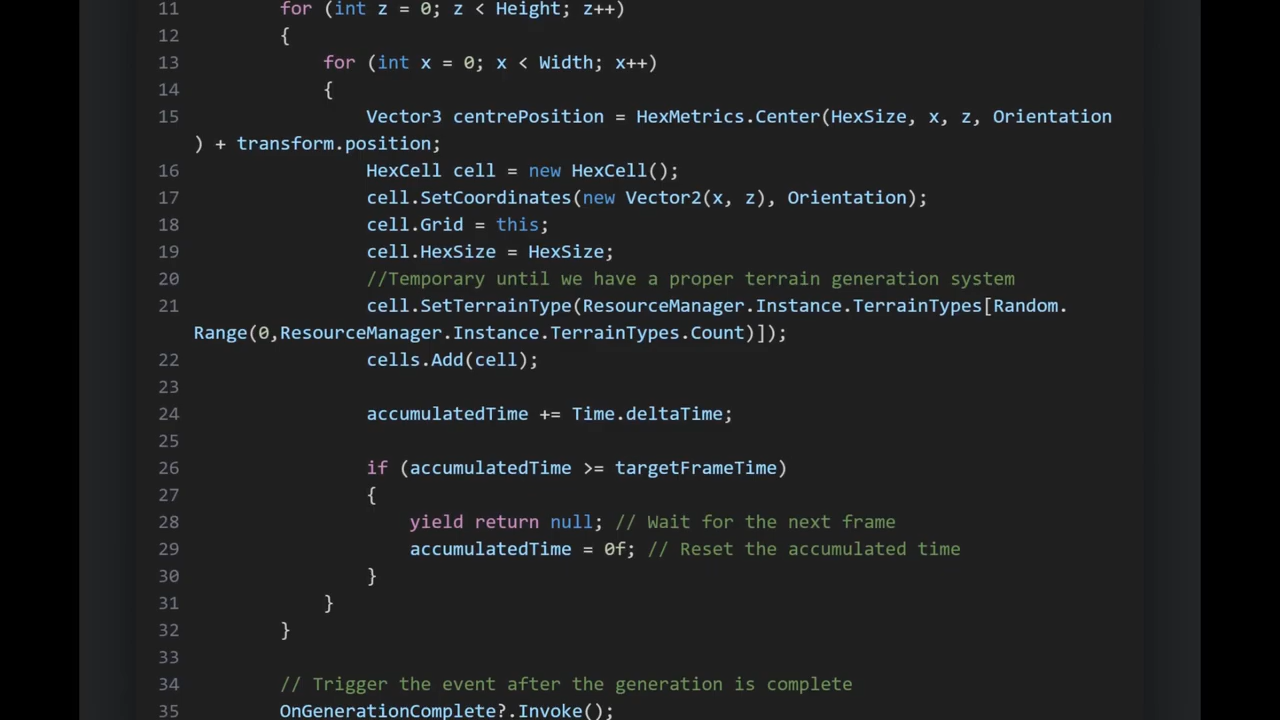 11 for (int z = 0; z < Height; z++)
12 {
13 for (int x = 0; x < Width; x++)
14 {
15 Vector3 centrePosition = HexMetrics.Center(HexSize, x, z, Orientation
) + transform.position;
16 HexCell cell = new HexCell();
17 cell.SetCoordinates(new Vector2(x, z), Orientation);
18 cell.Grid = this;
19 cell.HexSize = HexSize;
20 //Temporary until we have a proper terrain generation system
21 cell.SetTerrainType(ResourceManager.Instance.TerrainTypes[Random.
Range(0,ResourceManager.Instance.TerrainTypes.Count)]);
22 cells.Add(cell);
23
24 accumulatedTime += Time.deltaTime;
25
26 if (accumulatedTime >= targetFrameTime)
27 {
28 yield return null; // Wait for the next frame
29 accumulatedTime = 0f; // Reset the accumulated time
30 }
31 }
32 }
33
34 // Trigger the event after the generation is complete
35 OnGenerationComplete?.Invoke();